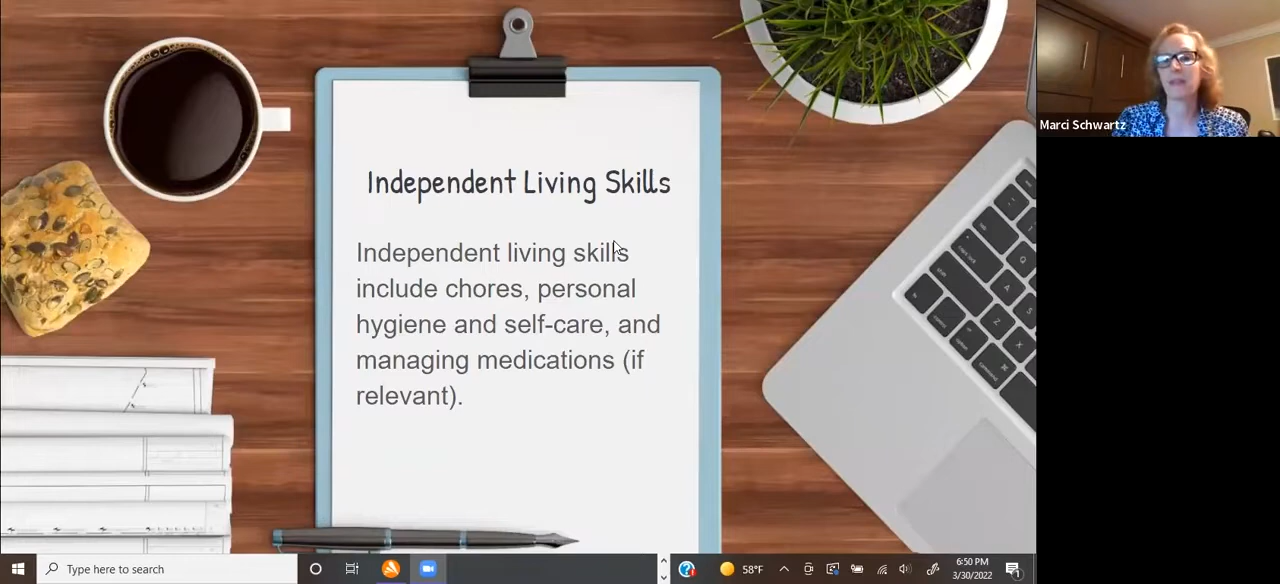 Independent Living Skills
Independent living skills
include chores, personal
hygiene and self-care, and
managing medications (if
relevant).
Marci Schwartz
Type here to search
58°F
6:50 PM
3/30/2022